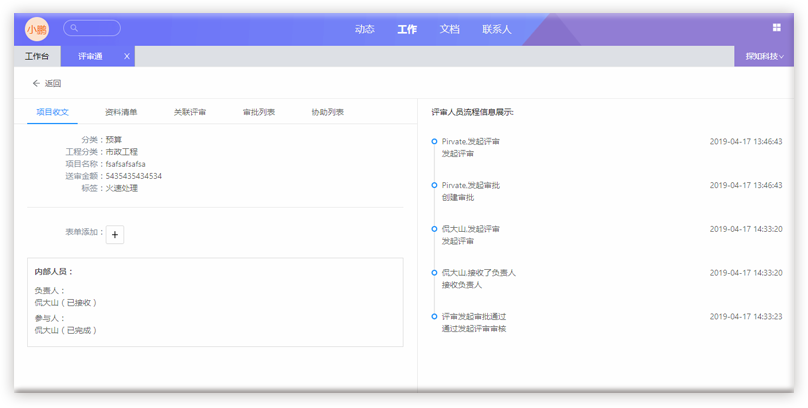 小鹏
动态 工作 文档 联系人
工作台 评审通 X 探知科技
← 返回
项目收文 资料清单 关联评审 审批列表 协助列表
分类：预算
工程分类：市政工程
项目名称：fsafsafsafsa
送审金额：5435435434534
标签：火速处理
表单添加： +
内部人员：
负责人：
侃大山（已接收）
参与人：
侃大山（已完成）
评审人员流程信息展示:
Pirvate.发起评审 2019-04-17 13:46:43
发起评审
Pirvate.发起审批 2019-04-17 13:46:43
创建审批
侃大山.发起评审 2019-04-17 14:33:20
发起评审
侃大山.接收了负责人 2019-04-17 14:33:20
接收负责人
评审发起审批通过 2019-04-17 14:33:23
通过发起评审审核